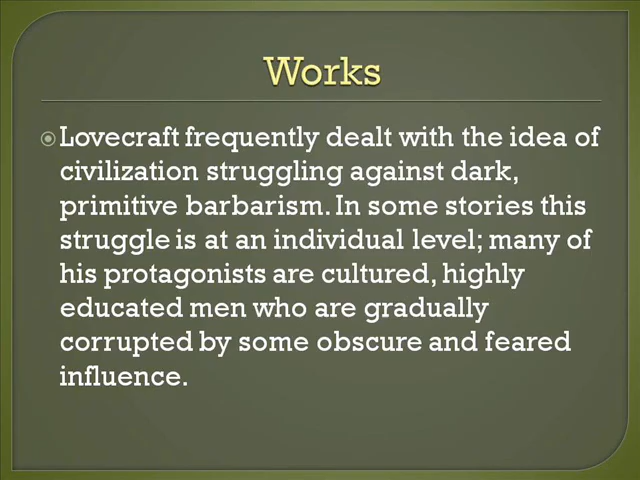 Works
Lovecraft frequently dealt with the idea of
civilization struggling against dark,
primitive barbarism. In some stories this
struggle is at an individual level; many of
his protagonists are cultured, highly
educated men who are gradually
corrupted by some obscure and feared
influence.